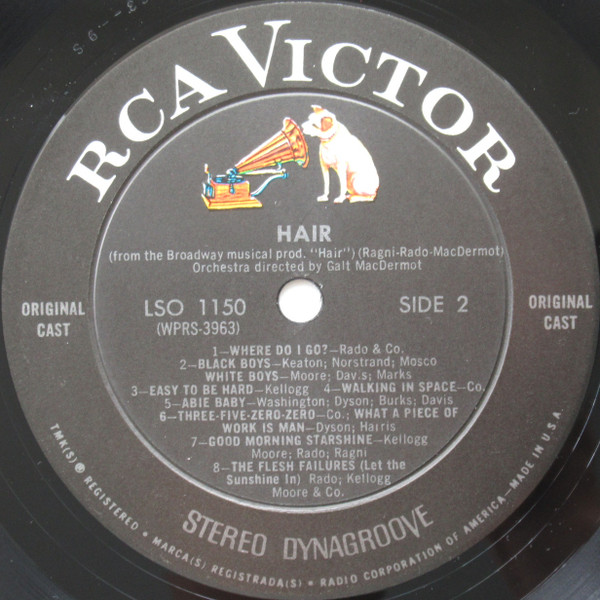 RCA VICTOR
HAIR
(from the Broadway musical prod. "Hair") (Ragni-Rado-MacDermot)
Orchestra directed by Galt MacDermot
ORIGINAL
CAST
LSO 1150
(WPRS-3963)
SIDE 2
ORIGINAL
CAST
1—WHERE DO I GO?—Rado & Co.
2—BLACK BOYS—Keaton; Norstrand; Mosco
WHITE BOYS—Moore; Dav.s; Marks
3—EASY TO BE HARD—Kellogg 4—WALKING IN SPACE—Co.
5—ABIE BABY—Washington; Dyson; Burks; Davis
6—THREE-FIVE-ZERO-ZERO—Co.; WHAT A PIECE OF
WORK IS MAN—Dyson; Harris
7—GOOD MORNING STARSHINE—Kellogg
Moore; Rado; Ragni
8—THE FLESH FAILURES (Let the
Sunshine In) Rado; Kellogg
Moore & Co.
STEREO DYNAGROOVE
TMK(S) ® REGISTERED • MARCA(S) REGISTRADA(S) • RADIO CORPORATION OF AMERICA—MADE IN U.S.A.